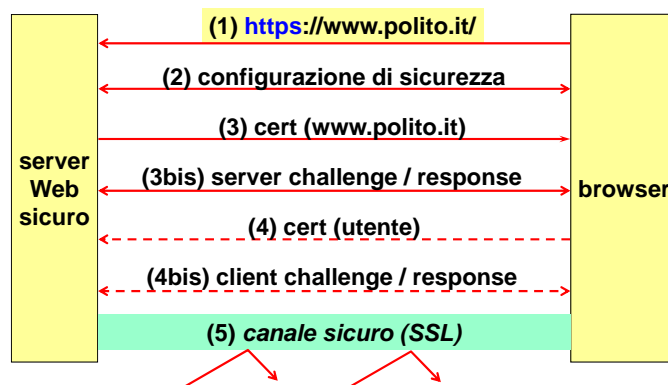 (1) https://www.polito.it/
(2) configurazione di sicurezza
(3) cert (www.polito.it)
server
Web
sicuro
(3bis) server challenge / response
browser
(4) cert (utente)
(4bis) client challenge / response
(5) canale sicuro (SSL)